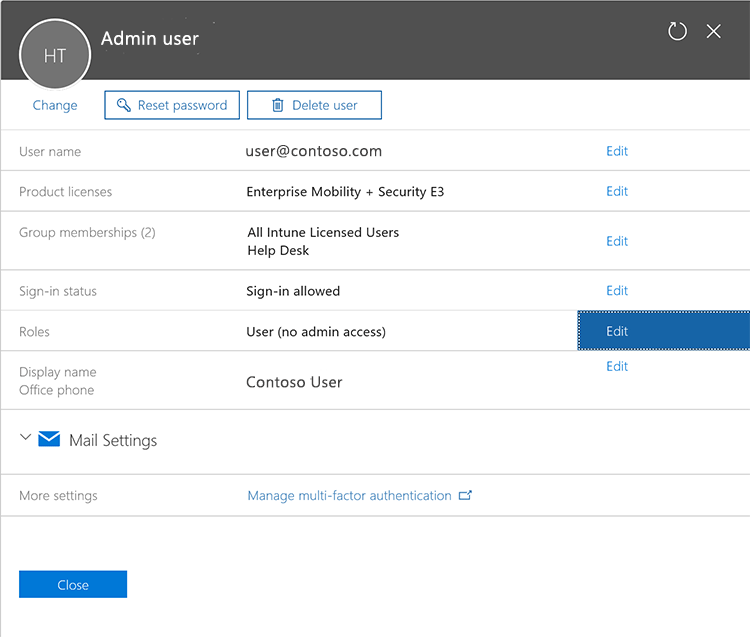 HT
Admin user
Change
Reset password
Delete user
User name
user@contoso.com
Edit
Product licenses
Enterprise Mobility + Security E3
Edit
Group memberships (2)
All Intune Licensed Users
Help Desk
Edit
Sign-in status
Sign-in allowed
Edit
Roles
User (no admin access)
Edit
Display name
Office phone
Contoso User
Edit
Mail Settings
More settings
Manage multi-factor authentication
Close